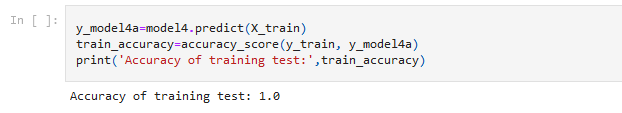 In [ ]:
y_model4a=model4.predict(X_train)
train_accuracy=accuracy_score(y_train, y_model4a)
print('Accuracy of training test:',train_accuracy)
Accuracy of training test: 1.0